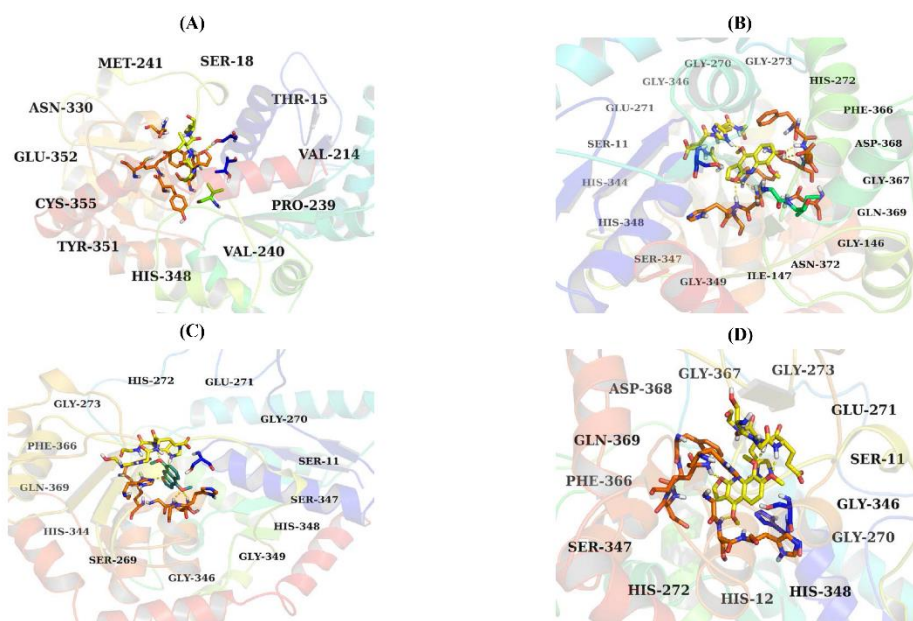 (A)
MET-241
SER-18
ASN-330
THR-15
GLU-352
VAL-214
CYS-355
PRO-239
TYR-351
VAL-240
HIS-348
(B)
GLY-270
GLY-273
GLY-346
HIS-272
GLU-271
PHE-366
SER-11
ASP-368
HIS-344
GLY-367
HIS-348
GLN-369
SER-347
GLY-146
ASN-372
GLY-349
ILE-147
(C)
HIS-272
GLU-271
GLY-273
GLY-270
PHE-366
SER-11
GLN-369
SER-347
HIS-344
HIS-348
SER-269
GLY-349
GLY-346
(D)
GLY-367
GLY-273
ASP-368
GLU-271
GLN-369
SER-11
PHE-366
GLY-346
GLY-270
SER-347
HIS-272
HIS-12
HIS-348